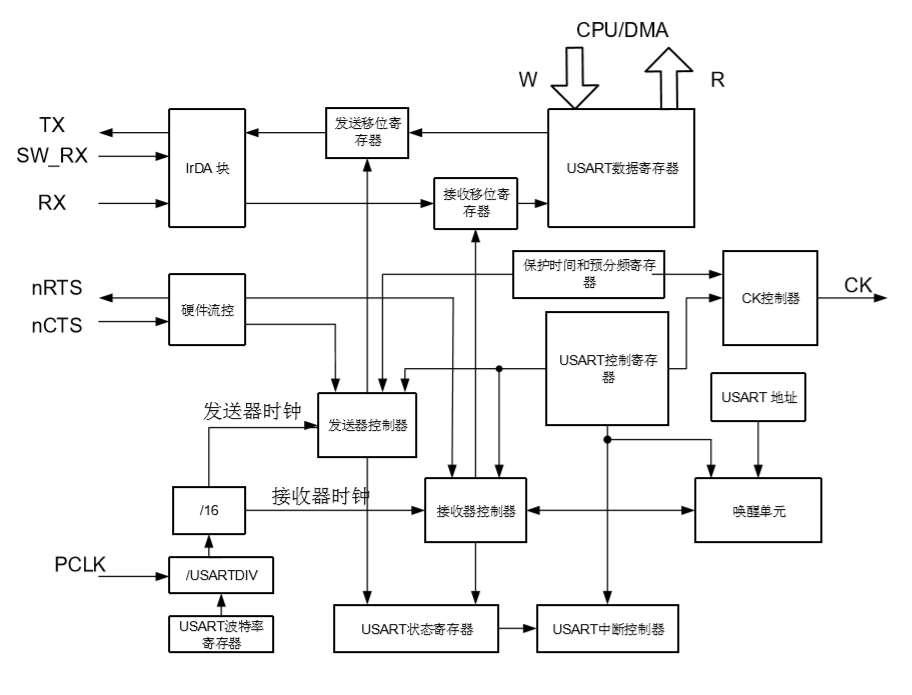 CPU/DMA
W
R
TX
SW_RX
RX
IrDA 块
发送移位寄
存器
USART数据寄存器
接收移位寄
存器
保护时间和预分频寄存
器
nRTS
nCTS
硬件流控
CK控制器
CK
USART控制寄存
器
USART 地址
发送器时钟
发送器控制器
接收器时钟
/16
接收器控制器
唤醒单元
PCLK
/USARTDIV
USART波特率
寄存器
USART状态寄存器
USART中断控制器